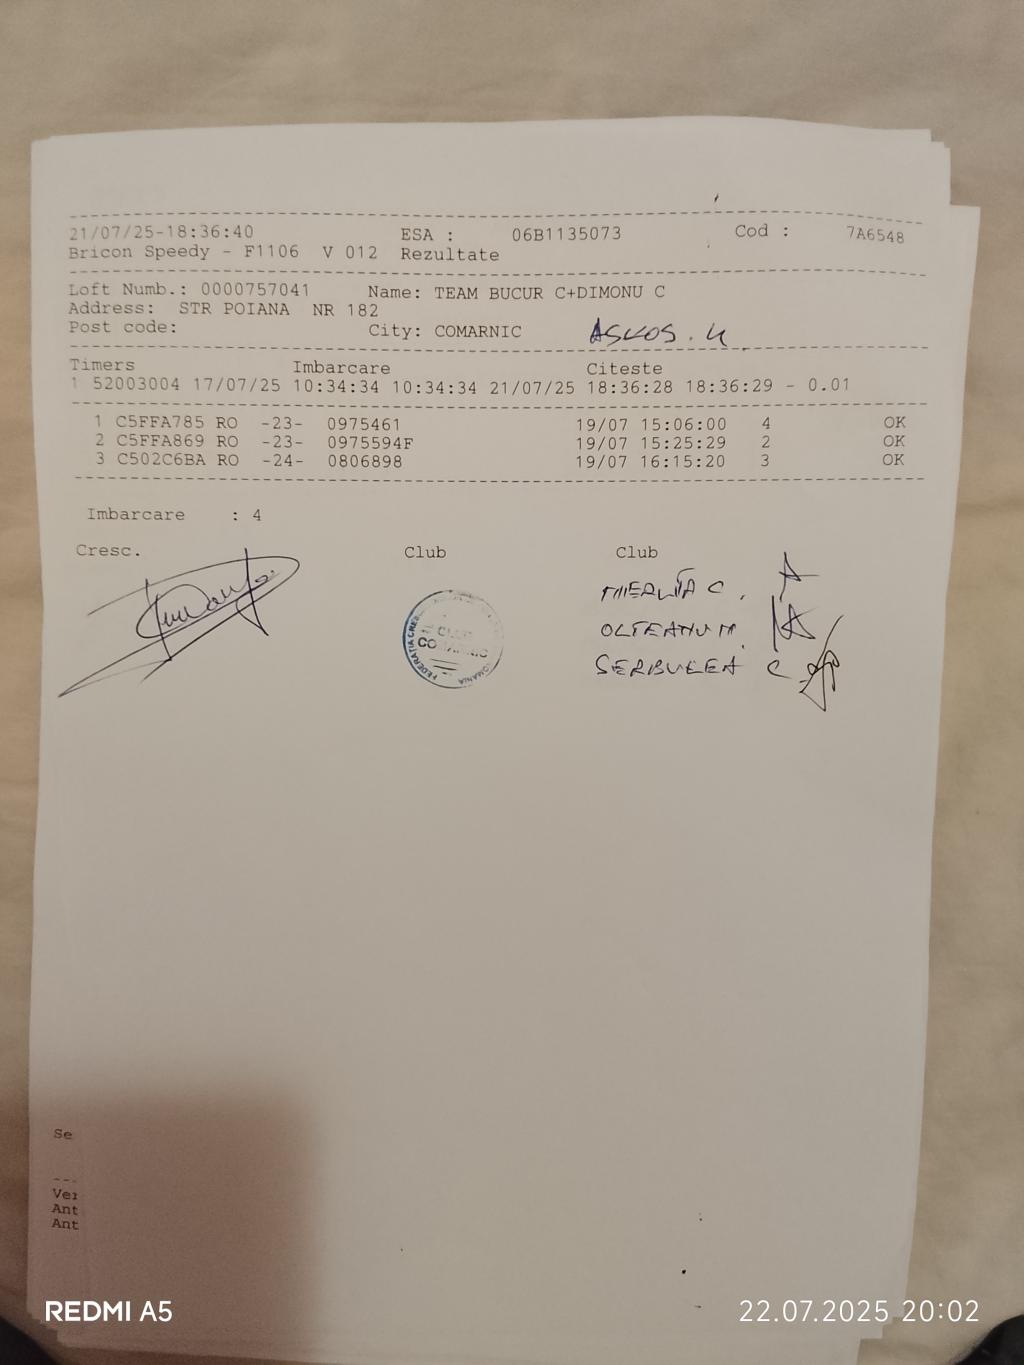 21/07/25-18:36:40 ESA : 06B1135073 Cod : 7A6548
Bricon Speedy - F1106 V 012 Rezultate
Loft Numb.: 0000757041 Name: TEAM BUCUR C+DIMONU C
Address: STR POIANA NR 182
Post code: City: COMARNIC
Timers Imbarcare Citeste
1 52003004 17/07/25 10:34:34 10:34:34 21/07/25 18:36:28 18:36:29 - 0.01
1 C5FFA785 RO -23- 0975461 19/07 15:06:00 4 OK
2 C5FFA869 RO -23- 0975594F 19/07 15:25:29 2 OK
3 C502C6BA RO -24- 0806898 19/07 16:15:20 3 OK
Imbarcare : 4
Cresc. Club Club
OLTEANU M.
SERBULEA C
CLUB
COMARNIC
Se
Ver
Ant
Ant
REDMI A5
22.07.2025 20:02